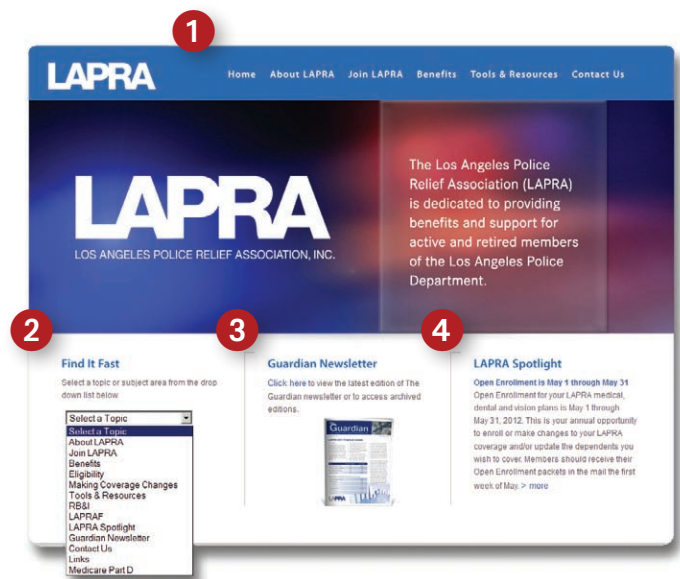 1
LAPRA
Home About LAPRA Join LAPRA Benefits Tools & Resources Contact Us
LAPRA
LOS ANGELES POLICE RELIEF ASSOCIATION, INC.
The Los Angeles Police
Relief Association (LAPRA)
is dedicated to providing
benefits and support for
active and retired members
of the Los Angeles Police
Department.
2
Find It Fast
Select a topic or subject area from the drop
down list below
Select a Topic
Select a Topic
About LAPRA
Join LAPRA
Benefits
Eligibility
Making Coverage Changes
Tools & Resources
RB&I
LAPRAF
LAPRA Spotlight
Guardian Newsletter
Contact Us
Links
Medicare Part D
3
Guardian Newsletter
Click here to view the latest edition of The
Guardian newsletter or to access archived
editions.
Guardian
LAPRA
4
LAPRA Spotlight
Open Enrollment is May 1 through May 31
Open Enrollment for your LAPRA medical,
dental and vision plans is May 1 through
May 31, 2012. This is your annual opportunity
to enroll or make changes to your LAPRA
coverage and/or update the dependents you
wish to cover. Members should receive their
Open Enrollment packets in the mail the first
week of May. > more